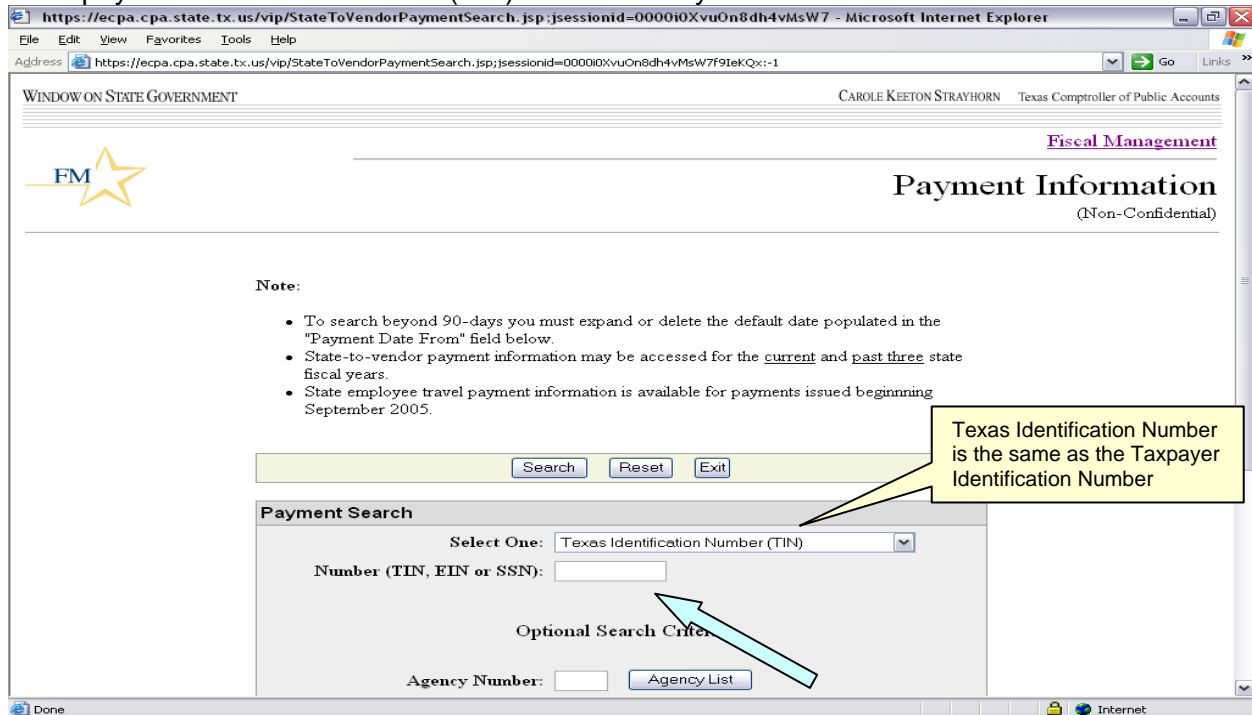 https://ecpa.cpa.state.tx.us/vip/StateToVendorPaymentSearch.jsp;jsessionid=0000i0XvuOn8dh4vMsW7 - Microsoft Internet Explorer
File Edit View Favorites Tools Help
Address https://ecpa.cpa.state.tx.us/vip/StateToVendorPaymentSearch.jsp;jsessionid=0000i0XvuOn8dh4vMsW7F9IeKQx:-1 Go Links »
WINDOW ON STATE GOVERNMENT CAROLE KEETON STRAYHORN Texas Comptroller of Public Accounts
Fiscal Management
FM
Payment Information
(Non-Confidential)
Note:
• To search beyond 90-days you must expand or delete the default date populated in the
"Payment Date From" field below.
• State-to-vendor payment information may be accessed for the current and past three state
fiscal years.
• State employee travel payment information is available for payments issued beginnning
September 2005.
Texas Identification Number
is the same as the Taxpayer
Identification Number
Search Reset Exit
Payment Search
Select One: Texas Identification Number (TIN)
Number (TIN, EIN or SSN):
Optional Search
Agency Number: Agency List
Done Internet